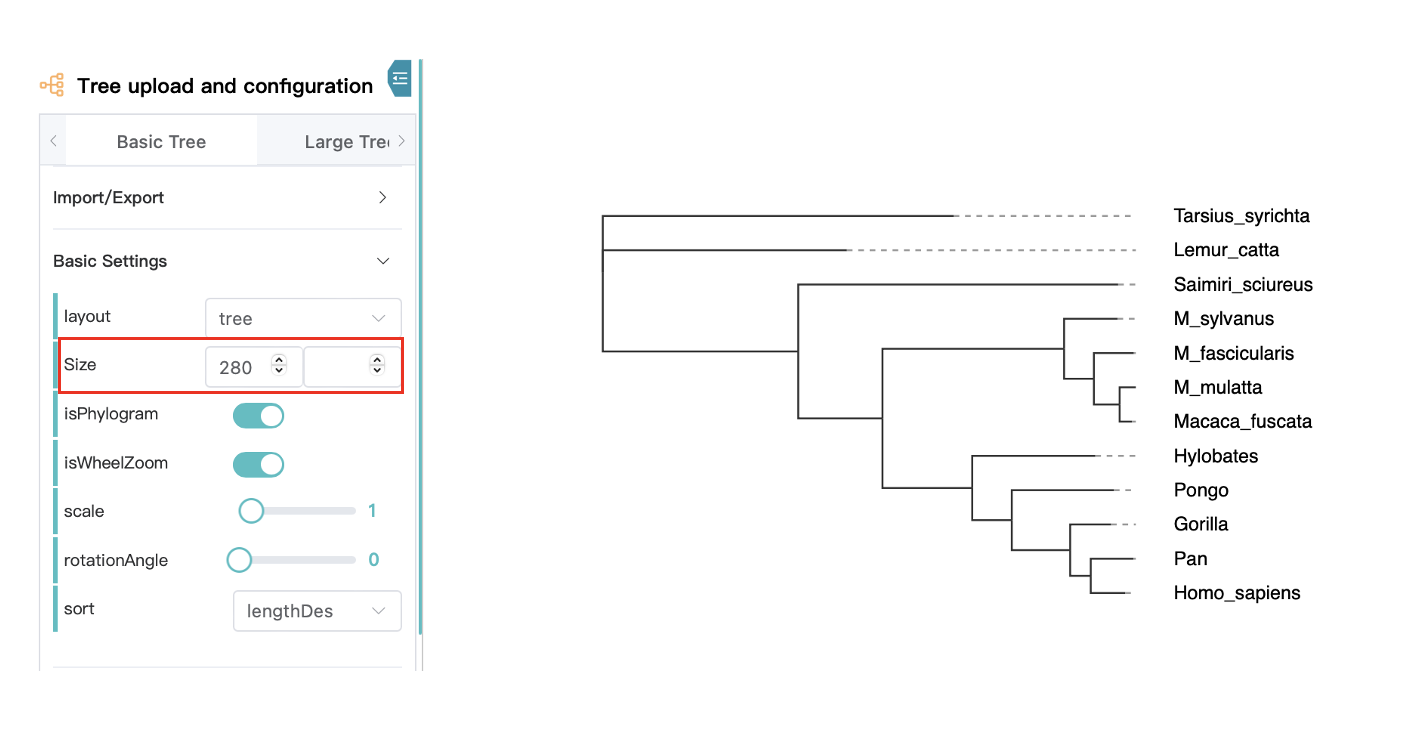 Tree upload and configuration
Basic Tree
Large Tre
Import/Export
Basic Settings
layout
tree
Size
280
isPhylogram
isWheelZoom
scale
1
rotationAngle
0
sort
lengthDes
Tarsius_syrichta
Lemur_catta
Saimiri_sciureus
M_sylvanus
M_fascicularis
M_mulatta
Macaca_fuscata
Hylobates
Pongo
Gorilla
Pan
Homo_sapiens